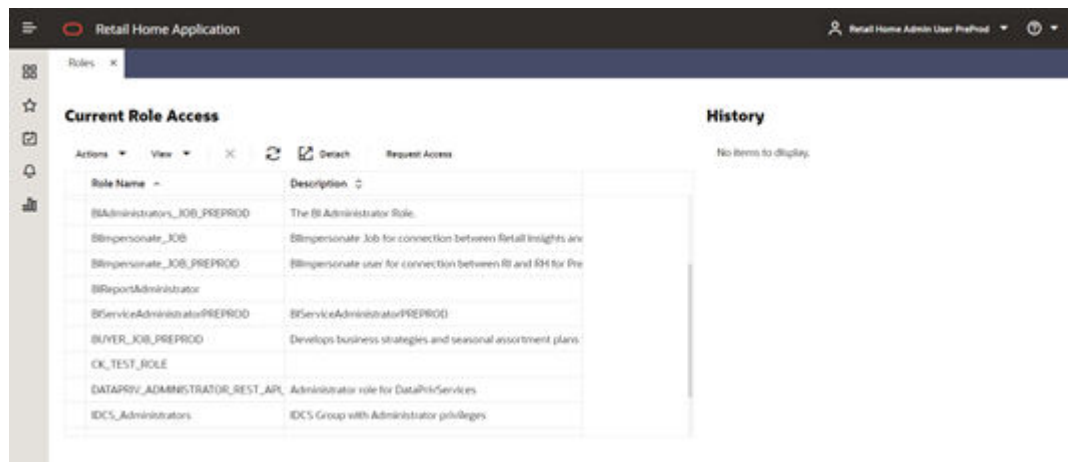 Retail Home Application
Retail Home Admin User PreProd
Roles ×
Current Role Access
History
Actions View Detach Request Access
No items to display.
Role Name Description
BIAdministrators_JOB_PREPROD The BI Administrator Role.
BIImpersonate_JOB BIImpersonate Job for connection between Retail Insights and
BIImpersonate_JOB_PREPROD BIImpersonate user for connection between RI and RH for Pre
BIReportAdministrator
BIServiceAdministratorPREPROD BIServiceAdministratorPREPROD
BUYER_JOB_PREPROD Develops business strategies and seasonal assortment plans
CK_TEST_ROLE
DATAPRIV_ADMINISTRATOR_REST_API_ Administrator role for DataPrivServices
IDCS_Administrators IDCS Group with Administrator privileges